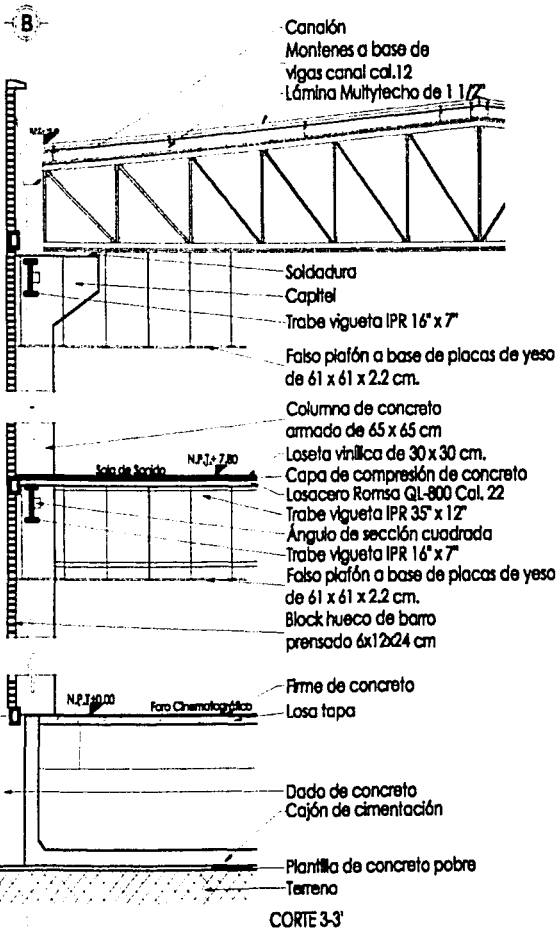 B
Canalón
Montenes a base de
vigas canal cal.12
Lámina Multytecho de 1 1/2"
Soldadura
Capitel
Trabe vigueta IPR 16" x 7"
Falso plafón a base de placas de yeso
de 61 x 61 x 2.2 cm.
Columna de concreto
armado de 65 x 65 cm
Loseta vinílica de 30 x 30 cm.
Sala de Sonido
N.P.T.+ 7.80
Capa de compresión de concreto
Losacero Romsa QL-800 Cal. 22
Trabe vigueta IPR 35" x 12"
Ángulo de sección cuadrada
Trabe vigueta IPR 16" x 7"
Falso plafón a base de placas de yeso
de 61 x 61 x 2.2 cm.
Block hueco de barro
prensado 6x12x24 cm
Firme de concreto
N.P.T.+0.00
Foro Cinematográfico
Losa tapa
Dado de concreto
Cajón de cimentación
Plantilla de concreto pobre
Terreno
CORTE 3-3'